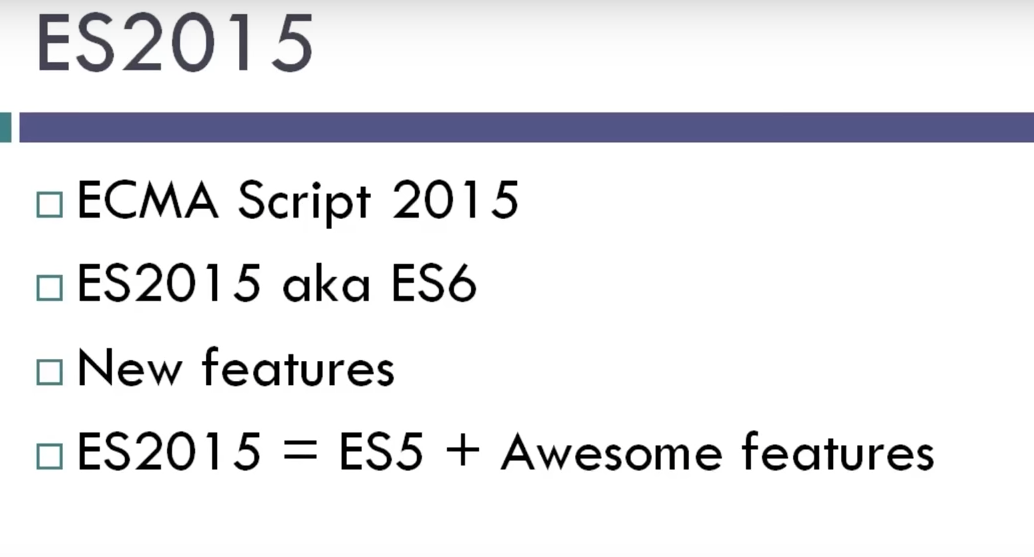 ES2015
ECMA Script 2015
ES2015 aka ES6
New features
ES2015 = ES5 + Awesome features